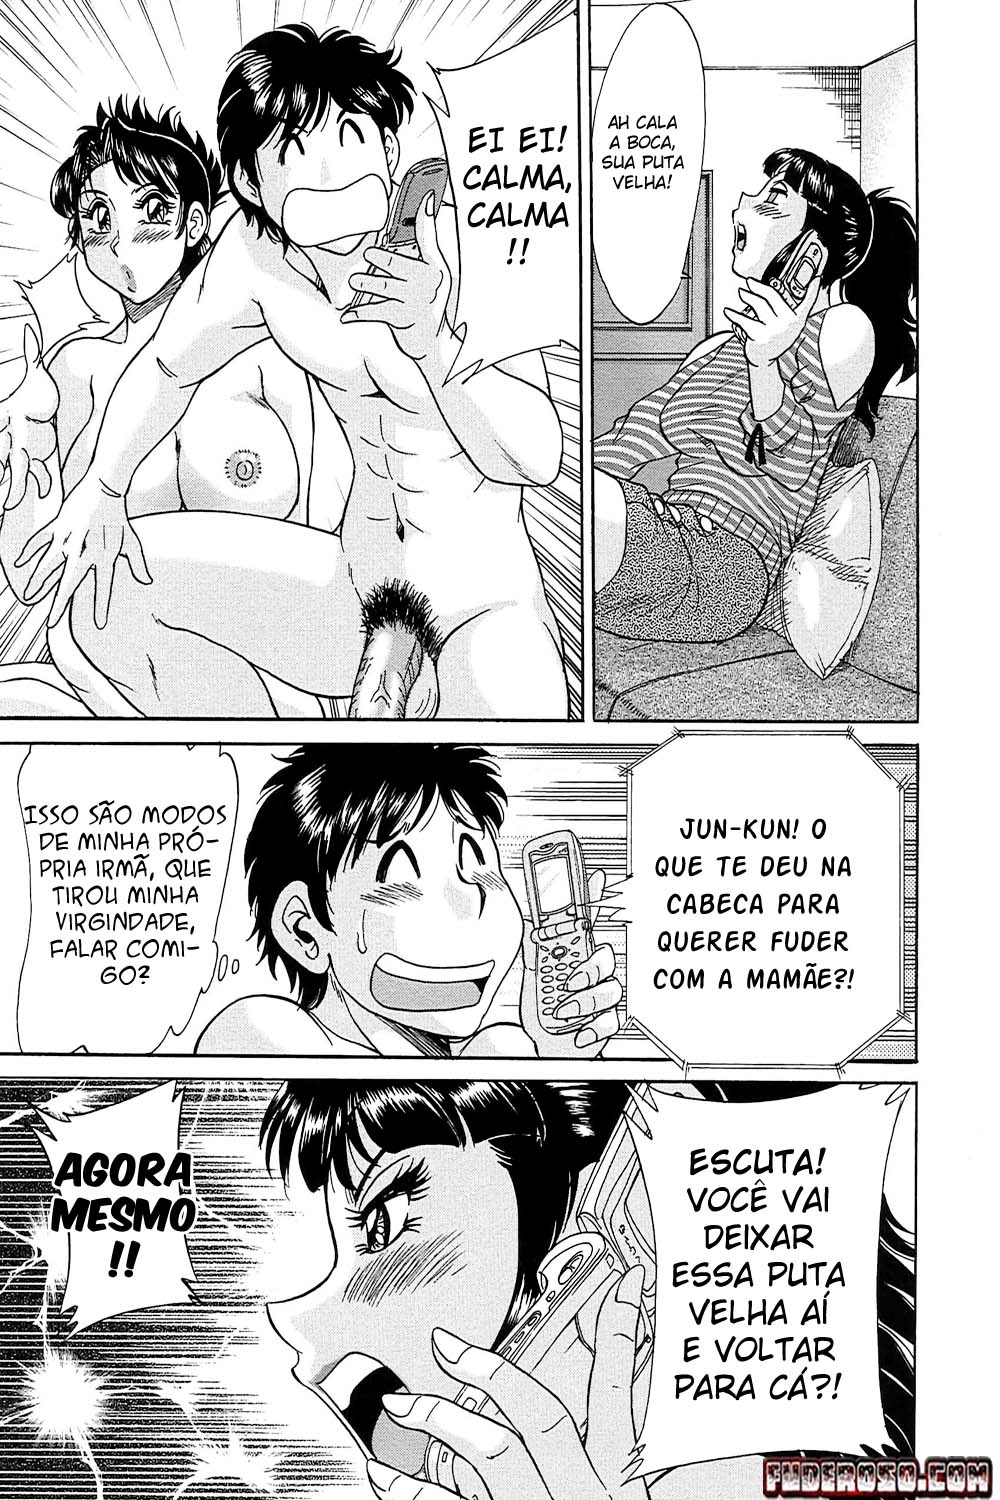 AH CALA
A BOCA,
SUA PUTA
VELHA!
EI EI!
CALMA,
CALMA
!!
JUN-KUN! O
QUE TE DEU NA
CABECA PARA
QUERER FUDER
COM A MAMÃE?!
ISSO SÃO MODOS
DE MINHA PRÓ-
PRIA IRMÃ, QUE
TIROU MINHA
VIRGINDADE,
FALAR COMI-
GO?
ESCUTA!
VOCÊ VAI
DEIXAR
ESSA PUTA
VELHA AÍ
E VOLTAR
PARA CÁ?!
AGORA
MESMO
!!
FUDEROSO.COM